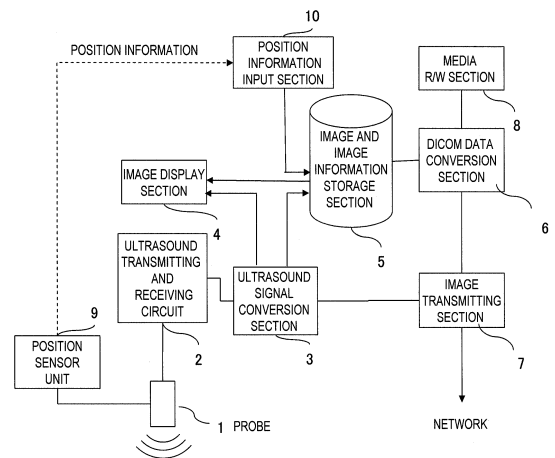 10
POSITION INFORMATION
POSITION
INFORMATION
INPUT SECTION
MEDIA
R/W SECTION
8
IMAGE AND
IMAGE
INFORMATION
STORAGE
SECTION
5
DICOM DATA
CONVERSION
SECTION
6
IMAGE DISPLAY
SECTION
4
ULTRASOUND
TRANSMITTING
AND
RECEIVING
CIRCUIT
2
ULTRASOUND
SIGNAL
CONVERSION
SECTION
3
IMAGE
TRANSMITTING
SECTION
7
9
POSITION
SENSOR
UNIT
1 PROBE
NETWORK